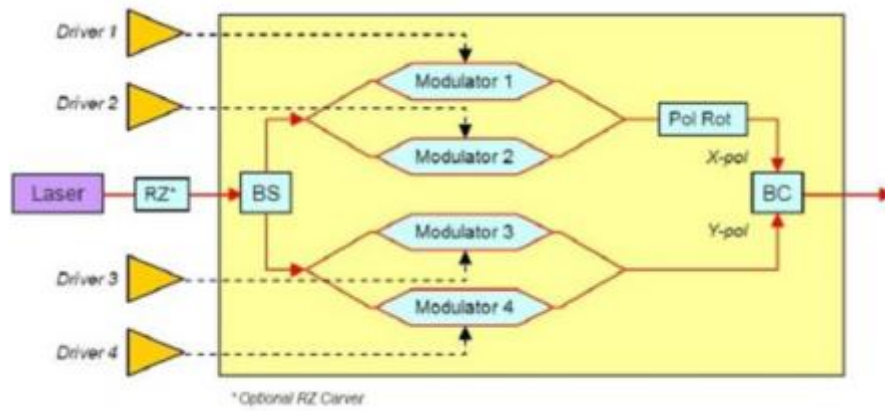 Driver 1
Modulator 1
Driver 2
Modulator 2
Pol Rot
X-pol
Laser
RZ*
BS
BC
Y-pol
Modulator 3
Driver 3
Modulator 4
Driver 4
* Optional RZ Carver